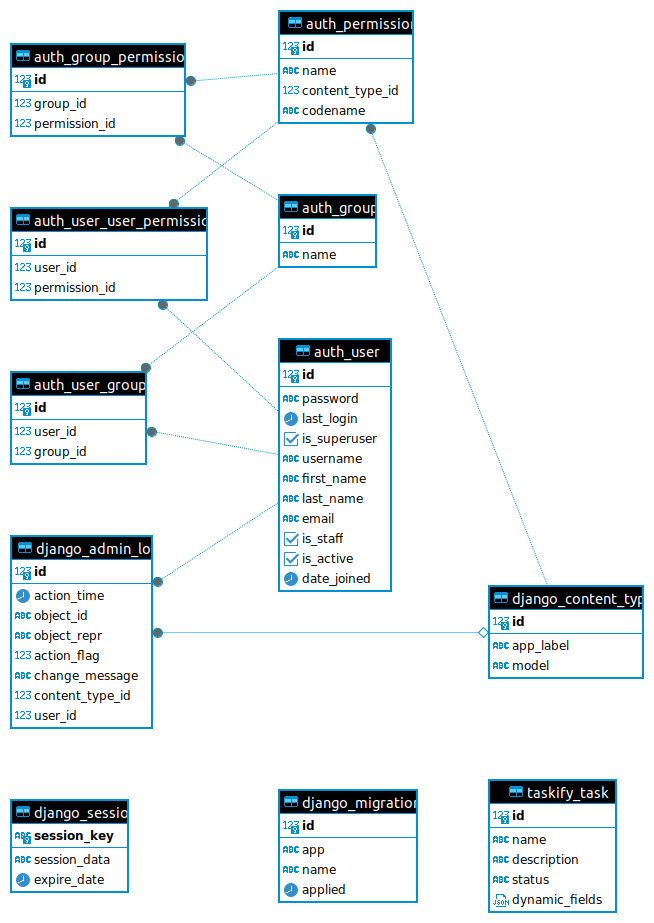 auth_group_permissio
123 id
123 group_id
123 permission_id
auth_permission
123 id
ABC name
123 content_type_id
ABC codename
auth_user_user_permissio
123 id
123 user_id
123 permission_id
auth_group
123 id
ABC name
auth_user_group
123 id
123 user_id
123 group_id
auth_user
123 id
ABC password
last_login
is_superuser
ABC username
ABC first_name
ABC last_name
ABC email
is_staff
is_active
date_joined
django_admin_lo
123 id
action_time
ABC object_id
ABC object_repr
123 action_flag
ABC change_message
123 content_type_id
123 user_id
django_content_typ
123 id
ABC app_label
ABC model
django_sessio
ABC session_key
ABC session_data
expire_date
django_migration
123 id
ABC app
ABC name
applied
taskify_task
123 id
ABC name
ABC description
ABC status
JSON dynamic_fields